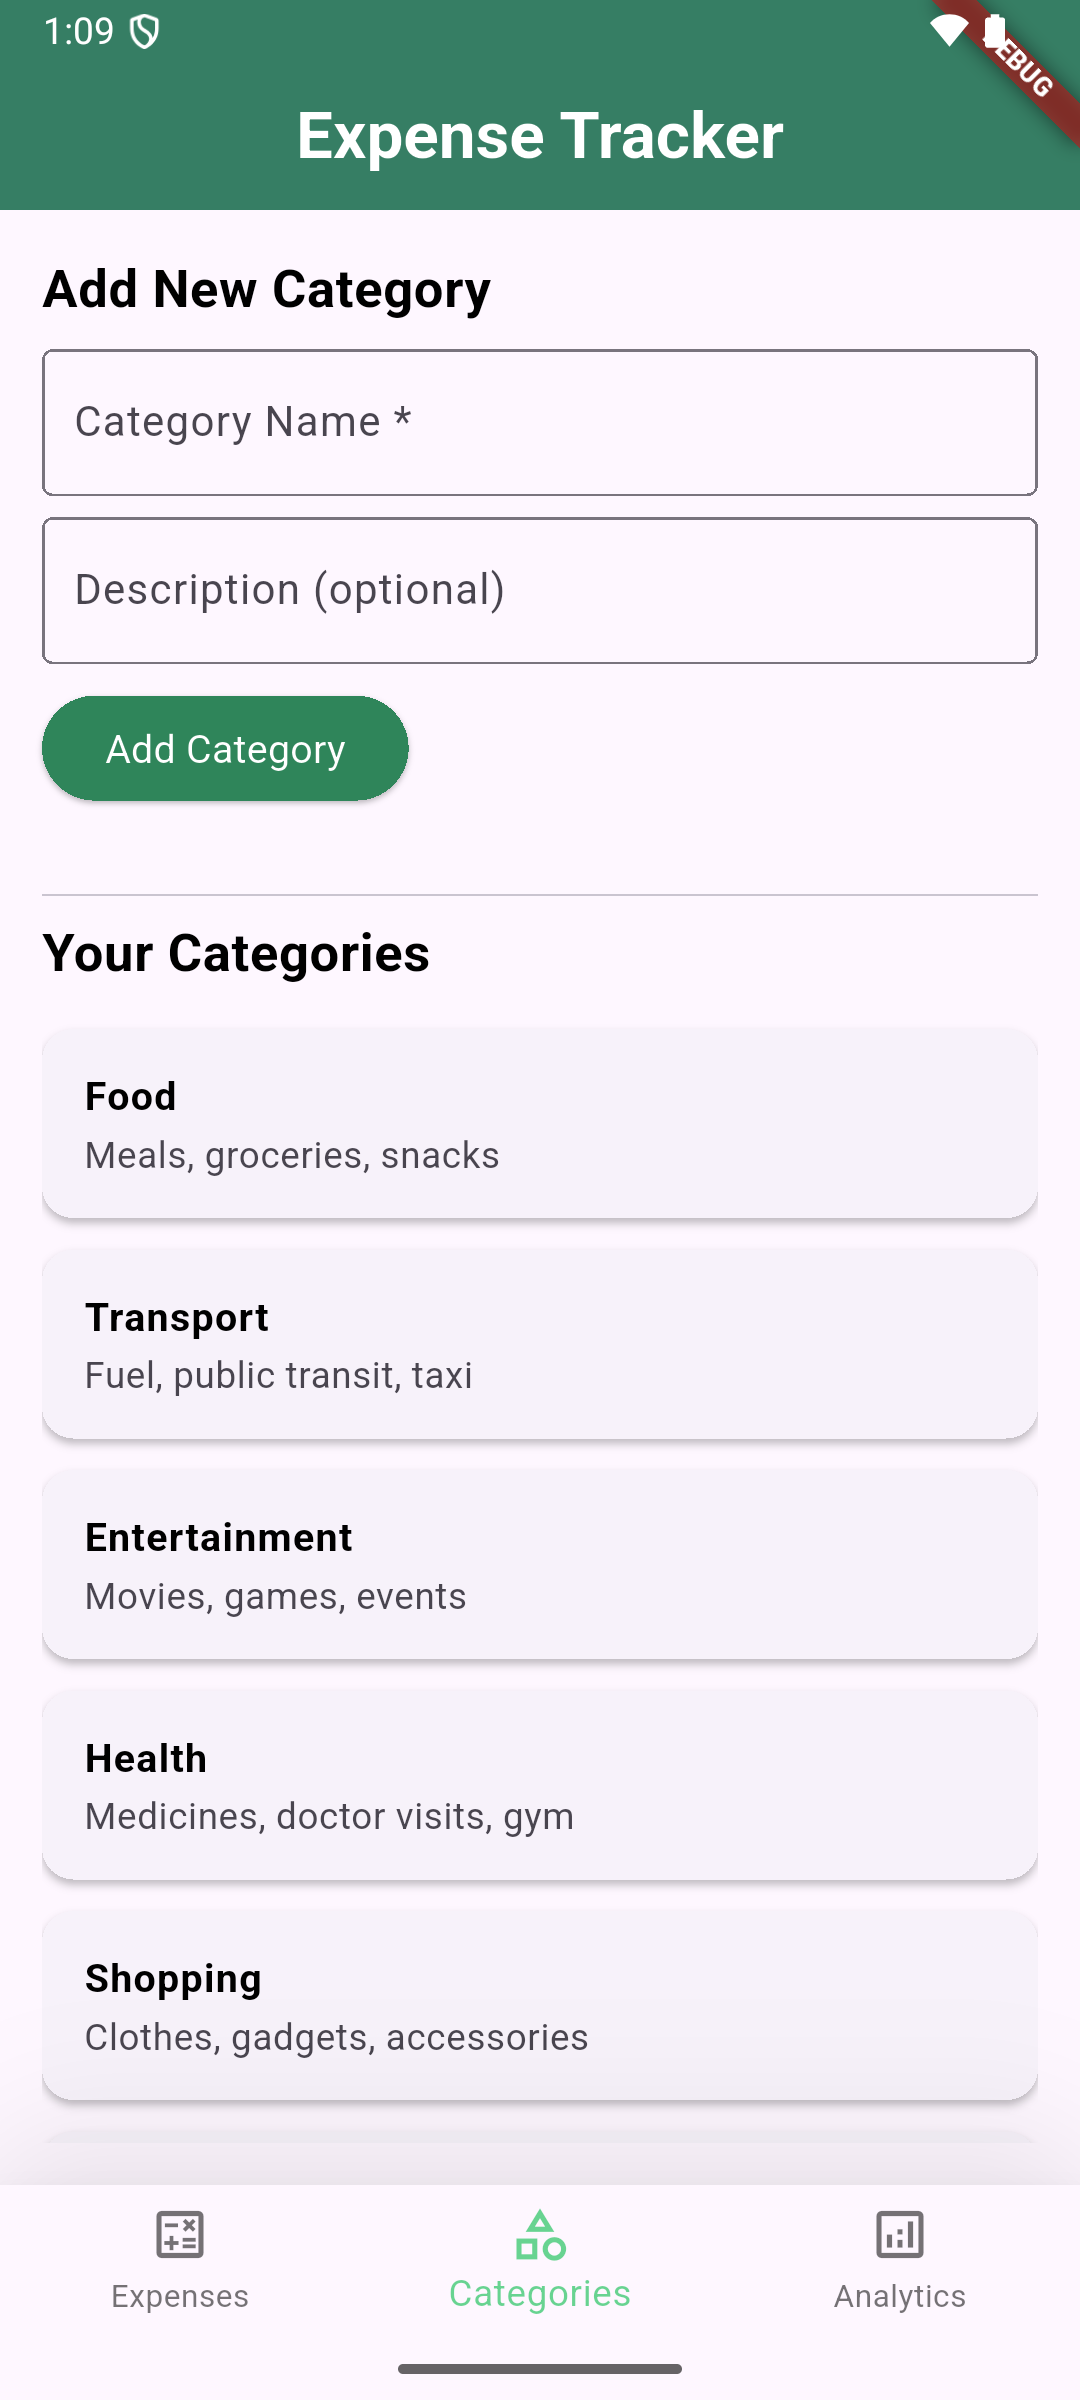 1:09
EBUG
Expense Tracker
Add New Category
Category Name *
Description (optional)
Add Category
Your Categories
Food
Meals, groceries, snacks
Transport
Fuel, public transit, taxi
Entertainment
Movies, games, events
Health
Medicines, doctor visits, gym
Shopping
Clothes, gadgets, accessories
Expenses
Categories
Analytics